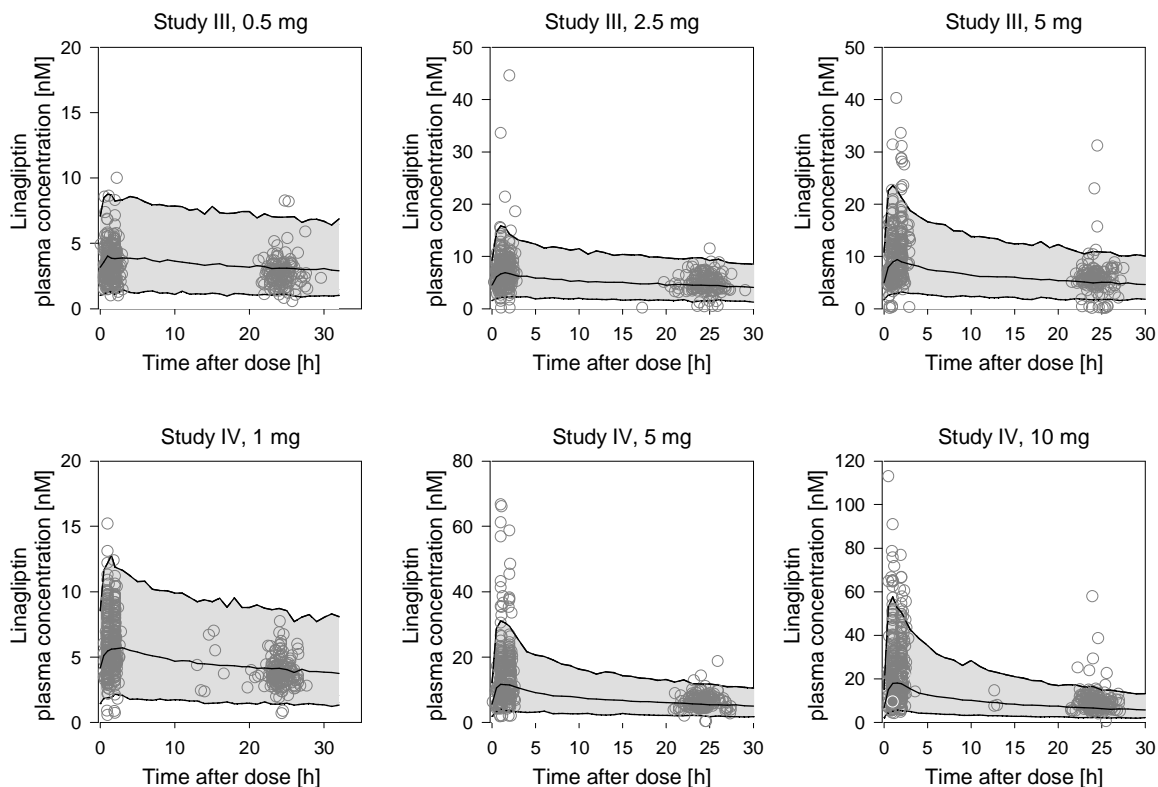 Study III, 0.5 mg
Linagliptin
plasma concentration [nM]
20
15
10
5
0
0 10 20 30
Time after dose [h]
Study III, 2.5 mg
Linagliptin
plasma concentration [nM]
50
40
30
20
10
0
0 5 10 15 20 25 30
Time after dose [h]
Study III, 5 mg
Linagliptin
plasma concentration [nM]
50
40
30
20
10
0
0 5 10 15 20 25 30
Time after dose [h]
Study IV, 1 mg
Linagliptin
plasma concentration [nM]
20
15
10
5
0
0 10 20 30
Time after dose [h]
Study IV, 5 mg
Linagliptin
plasma concentration [nM]
80
60
40
20
0
0 5 10 15 20 25 30
Time after dose [h]
Study IV, 10 mg
Linagliptin
plasma concentration [nM]
120
100
80
60
40
20
0
0 5 10 15 20 25 30
Time after dose [h]